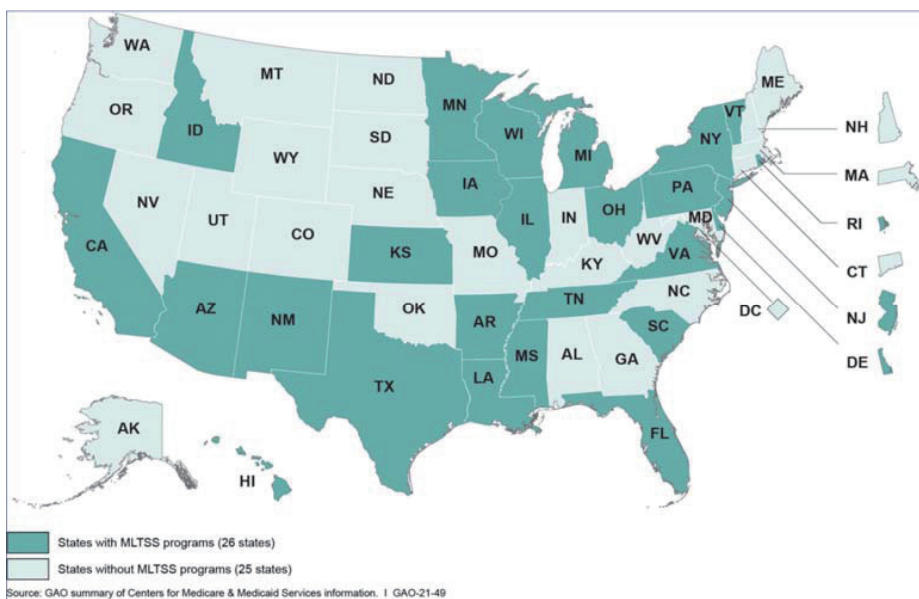 WA
MT
ND
MN
ME
VT
NH
OR
ID
SD
WI
NY
MI
WY
MA
IA
PA
NE
RI
NV
IL
IN
OH
MD
UT
CO
WV
CA
KS
MO
VA
CT
KY
NC
DC
NJ
TN
OK
AZ
NM
AR
SC
DE
MS
AL
GA
TX
LA
AK
FL
HI
States with MLTSS programs (26 states)
States without MLTSS programs (25 states)
Source: GAO summary of Centers for Medicare & Medicaid Services information. I GAO-21-49